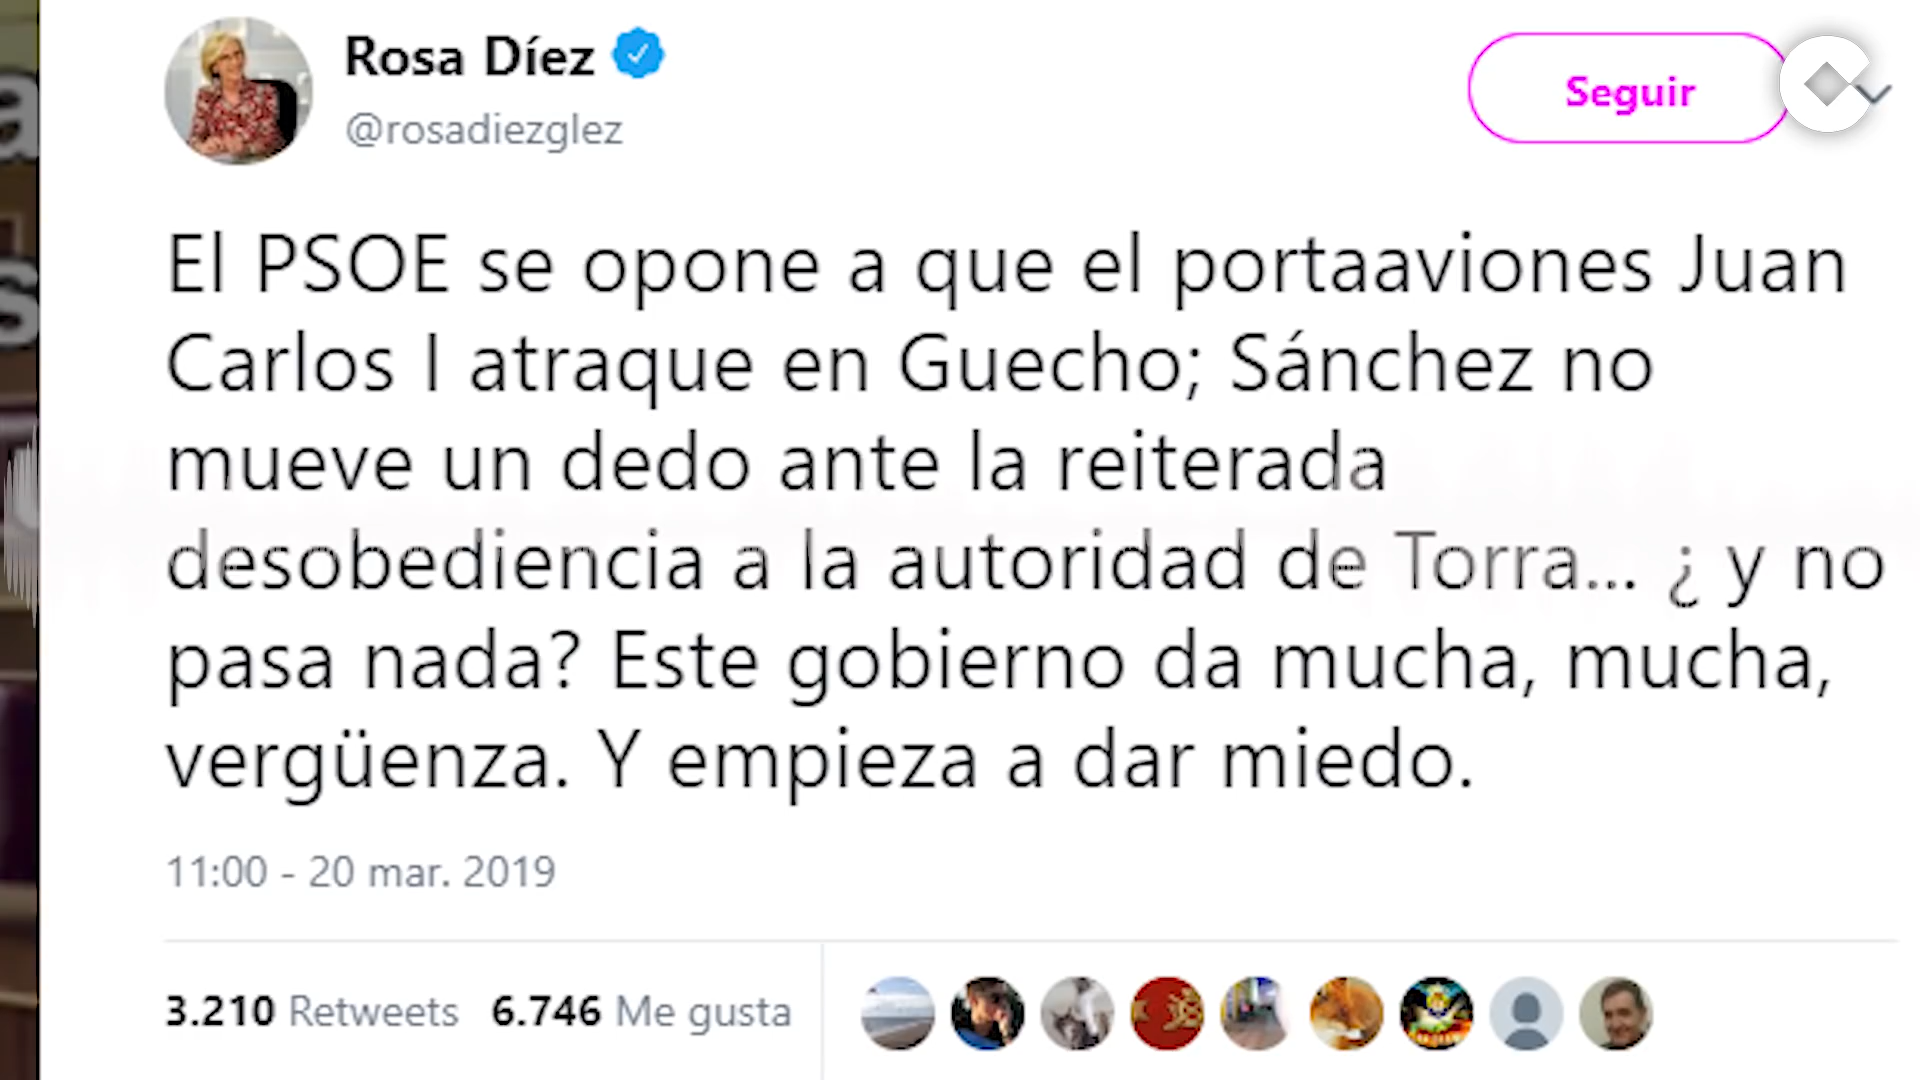 Rosa Díez
@rosadiezglez
Seguir
El PSOE se opone a que el portaaviones Juan
Carlos I atraque en Guecho; Sánchez no
mueve un dedo ante la reiterada
desobediencia a la autoridad de Torra... ¿ y no
pasa nada? Este gobierno da mucha, mucha,
vergüenza. Y empieza a dar miedo.
11:00 - 20 mar. 2019
3.210 Retweets 6.746 Me gusta